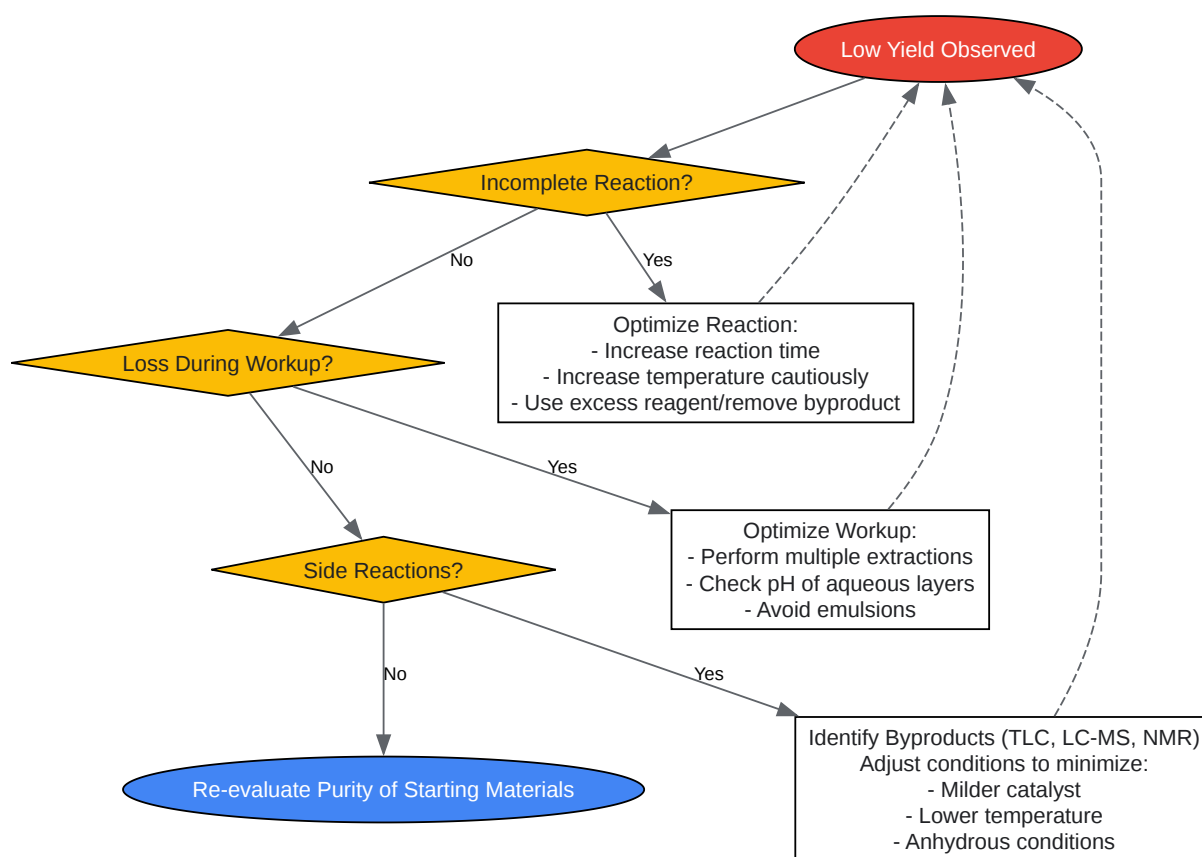 Low Yield Observed
Incomplete Reaction?
No
Yes
Optimize Reaction:
- Increase reaction time
- Increase temperature cautiously
- Use excess reagent/remove byproduct
Loss During Workup?
No
Yes
Optimize Workup:
- Perform multiple extractions
- Check pH of aqueous layers
- Avoid emulsions
Side Reactions?
No
Yes
Identify Byproducts (TLC, LC-MS, NMR)
Adjust conditions to minimize:
- Milder catalyst
- Lower temperature
- Anhydrous conditions
Re-evaluate Purity of Starting Materials